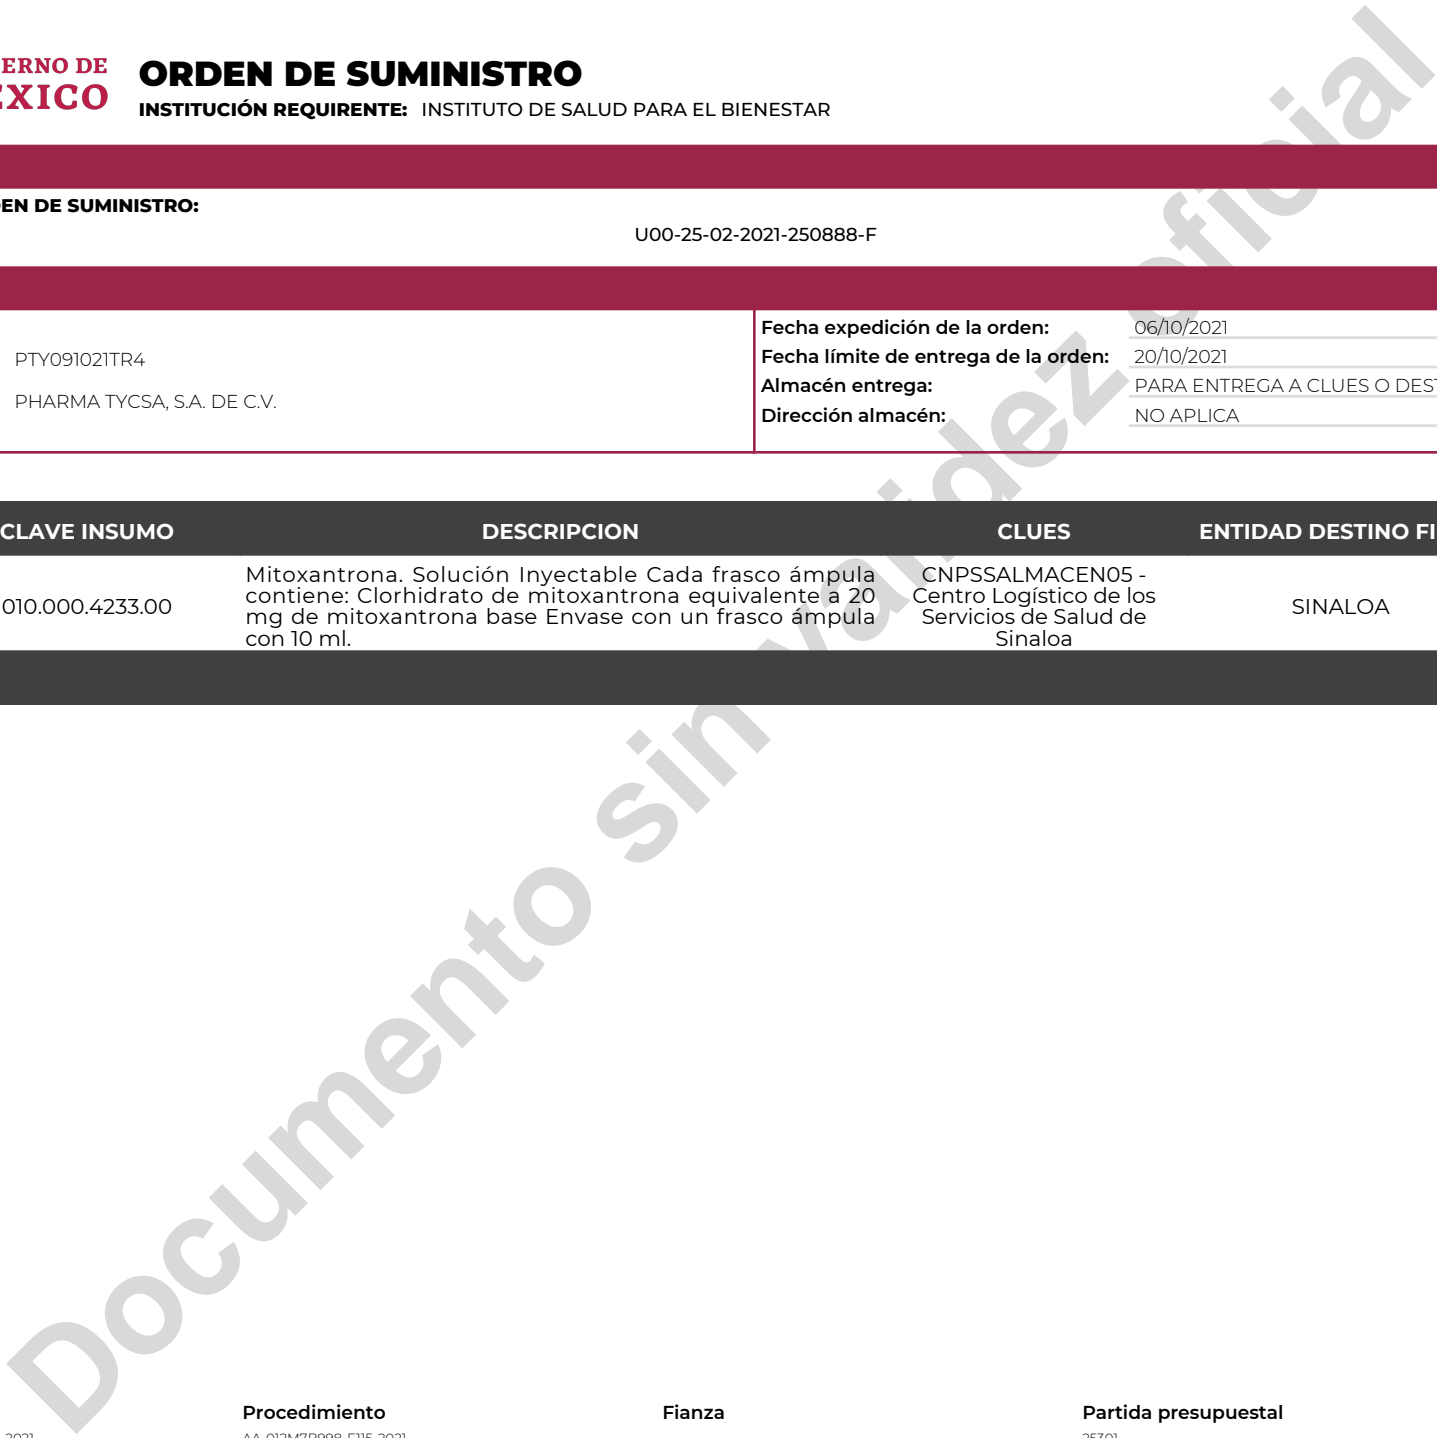 ERNO DE
ORDEN DE SUMINISTRO
INSTITUCIÓN REQUIRENTE: INSTITUTO DE SALUD PARA EL BIENESTAR
EXICO
EN DE SUMINISTRO:
U00-25-02-2021-250888-F
PTY091021TR4
PHARMA TYCSA, S.A. DE C.V.
Fecha expedición de la orden: 06/10/2021
Fecha límite de entrega de la orden: 20/10/2021
Almacén entrega: PARA ENTREGA A CLUES O DEST
Dirección almacén: NO APLICA
CLAVE INSUMO DESCRIPCION CLUES ENTIDAD DESTINO FI
010.000.4233.00
Mitoxantrona. Solución Inyectable Cada frasco ámpula
contiene: Clorhidrato de mitoxantrona equivalente a 20
mg de mitoxantrona base Envase con un frasco ámpula
con 10 ml.
CNPSSALMACEN05 -
Centro Logístico de los
Servicios de Salud de
Sinaloa
SINALOA
Documento sin validez oficial
Procedimiento Fianza Partida presupuestal